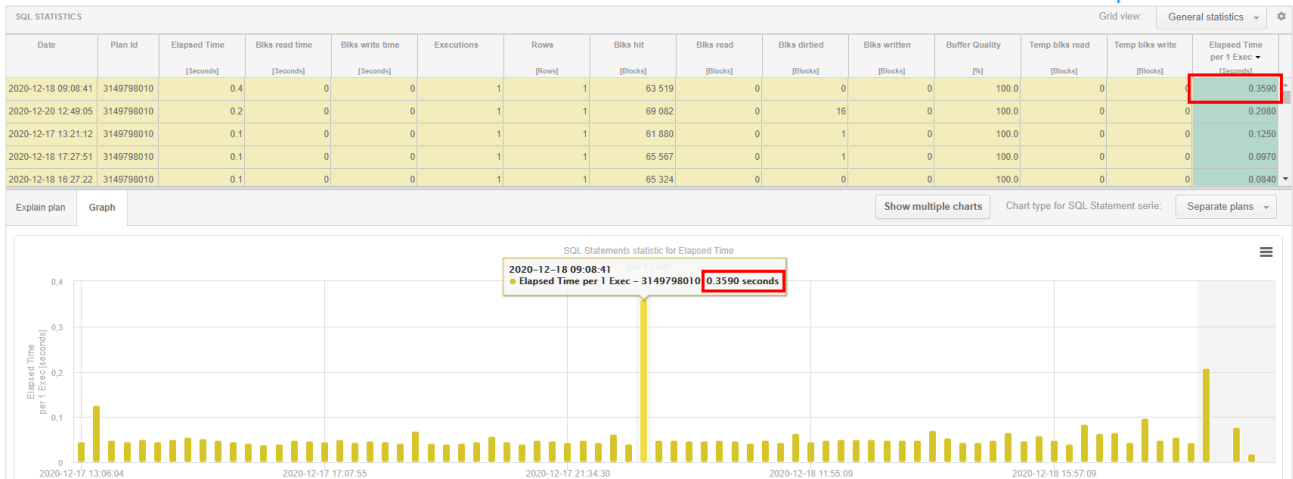 SQL STATISTICS
Grid view:
General statistics
Date Plan Id Elapsed Time Blks read time Blks write time Executions Rows Blks hit Blks read Blks dirtied Blks written Buffer Quality Temp blks read Temp blks write Elapsed Time
per 1 Exec
[Seconds] [Seconds] [Seconds] [Rows] [Blocks] [Blocks] [Blocks] [Blocks] [%] [Blocks] [Blocks] [Seconds]
2020-12-18 09:08:41 3149798010 0.4 0 0 1 1 63 519 0 0 0 100.0 0 0 0.3590
2020-12-20 12:49:05 3149798010 0.2 0 0 1 1 69 082 0 16 0 100.0 0 0 0.2080
2020-12-17 13:21:12 3149798010 0.1 0 0 1 1 61 880 0 1 0 100.0 0 0 0.1250
2020-12-18 17:27:51 3149798010 0.1 0 0 1 1 65 567 0 1 0 100.0 0 0 0.0970
2020-12-18 16:27:22 3149798010 0.1 0 0 1 1 65 324 0 0 0 100.0 0 0 0.0840
Explain plan Graph
Show multiple charts
Chart type for SQL Statement serie:
Separate plans
SQL Statements statistic for Elapsed Time
per 1 Exec
2020-12-18 09:08:41
Elapsed Time per 1 Exec - 3149798010: 0.3590 seconds
Elapsed Time
per 1 Exec [seconds]
0,4
0,3
0,2
0,1
0
2020-12-17 13:06:04
2020-12-17 17:07:55
2020-12-17 21:34:30
2020-12-18 11:55:09
2020-12-18 15:57:09